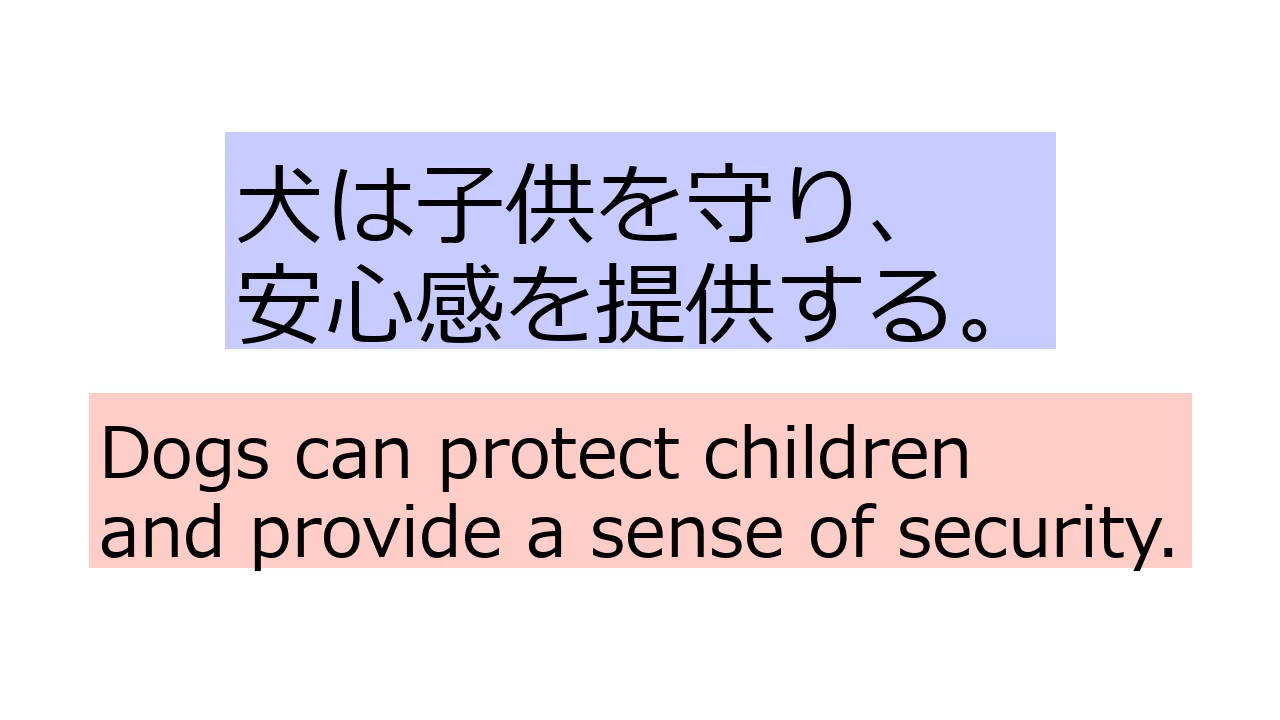 犬は子供を守り、
安心感を提供する。
Dogs can protect children
and provide a sense of security.